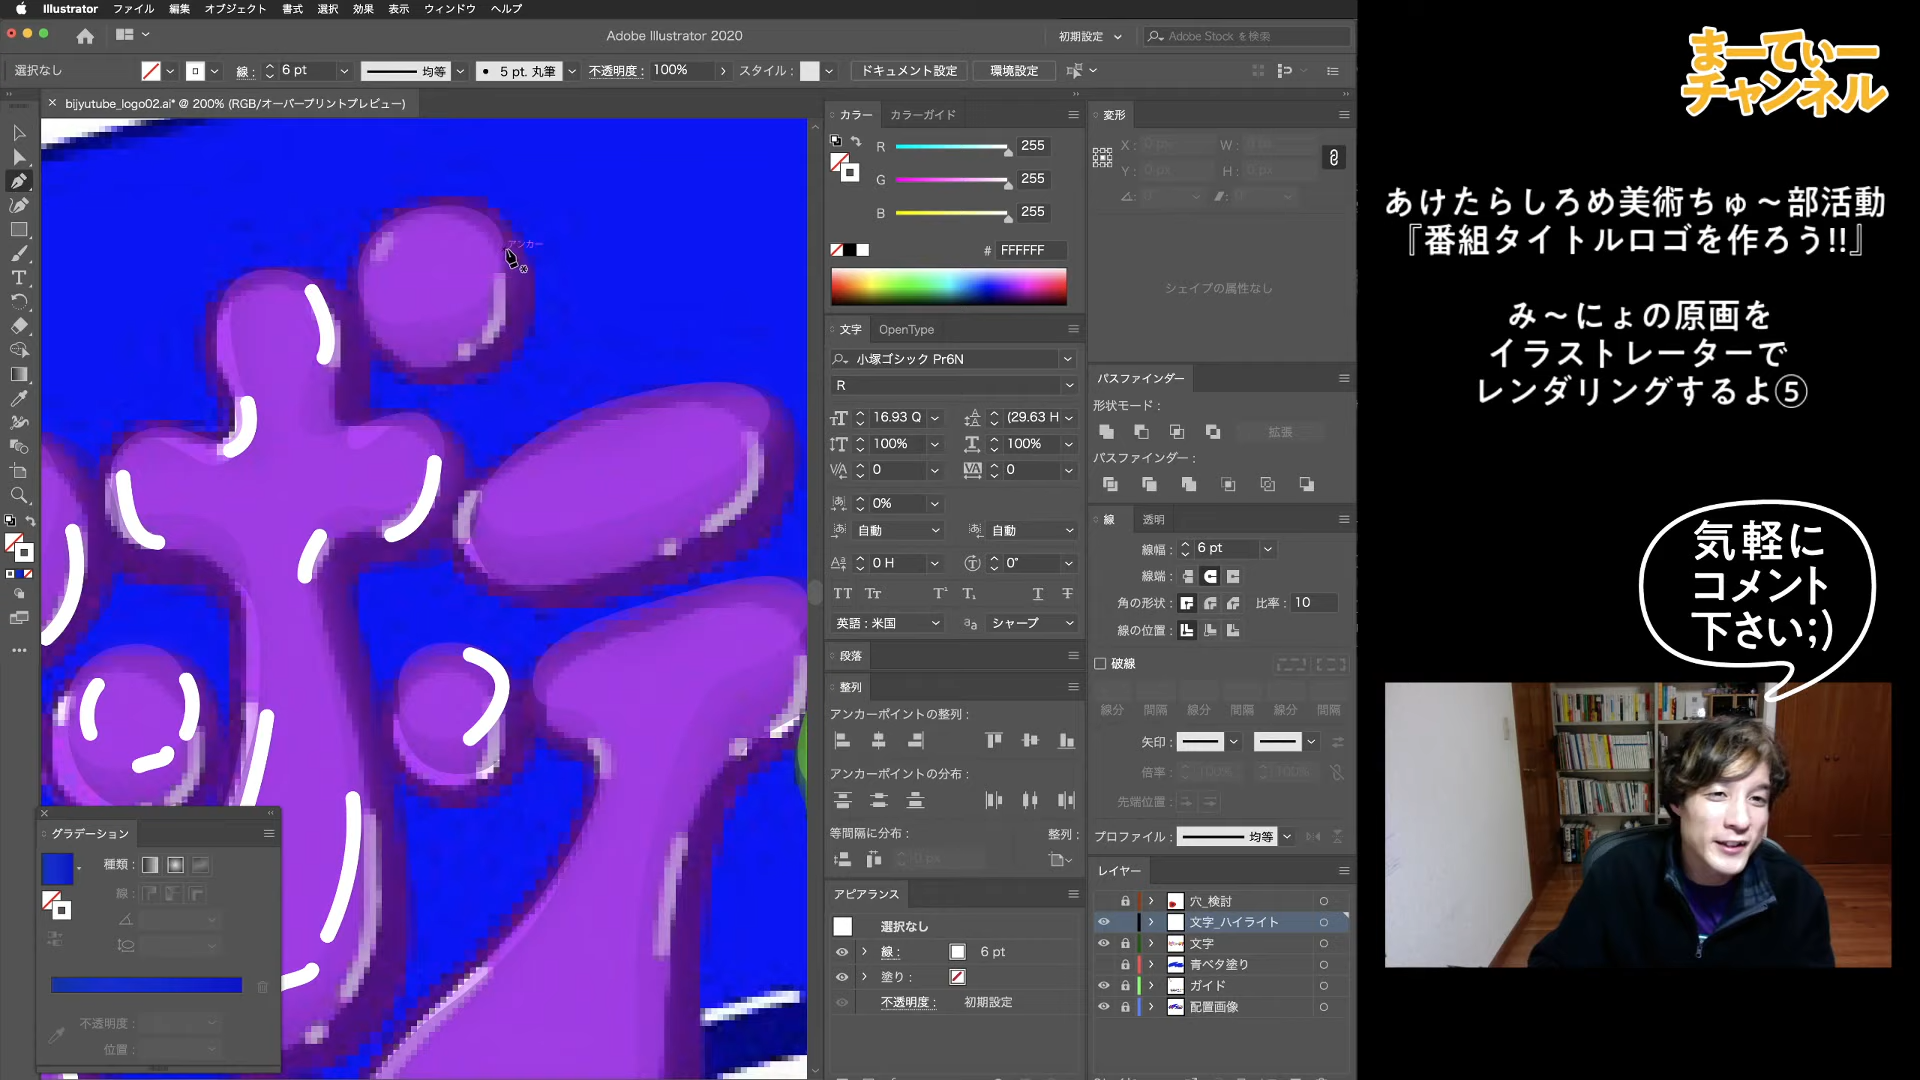 Illustrator ファイル 編集 オブジェクト 書式 選択 効果 表示 ウィンドウ ヘルプ
Adobe Illustrator 2020
初期設定
Adobe Stock を検索
選択なし
線 : 6 pt
均等
5 pt. 丸筆
不透明度 : 100%
スタイル :
ドキュメント設定
環境設定
bijyutube_logo02.ai* @ 200% (RGB/オーバープリントプレビュー)
アンカー
カラー カラーガイド
R 255
G 255
B 255
# FFFFFF
文字 OpenType
小塚ゴシック Pr6N
R
16.93 Q (29.63 H
100% 100%
0 0
0%
自動 自動
0 H 0°
英語 : 米国 シャープ
段落
整列
アンカーポイントの整列 :
アンカーポイントの分布 :
等間隔に分布 : 整列 :
0 px
アピアランス
選択なし
線 : 6 pt
塗り :
不透明度 : 初期設定
変形
X : 0 px W : 0 px
Y : 0 px H : 0 px
シェイプの属性なし
パスファインダー
形状モード :
拡張
パスファインダー :
線 透明
線幅 : 6 pt
線端 :
角の形状 : 比率 : 10
線の位置 :
破線
線分 間隔 線分 間隔 線分 間隔
矢印 :
倍率 : 100% 100%
先端位置 :
プロファイル : 均等
レイヤー
穴_検討
文字_ハイライト
文字
青ベタ塗り
ガイド
配置画像
グラデーション
種類 :
線 :
不透明度 :
位置 :
まーてぃー
チャンネル
あけたらしろめ美術ちゅ～部活動
『番組タイトルロゴを作ろう!!』
み～にょの原画を
イラストレーターで
レンダリングするよ⑤
気軽に
コメント
下さい;)